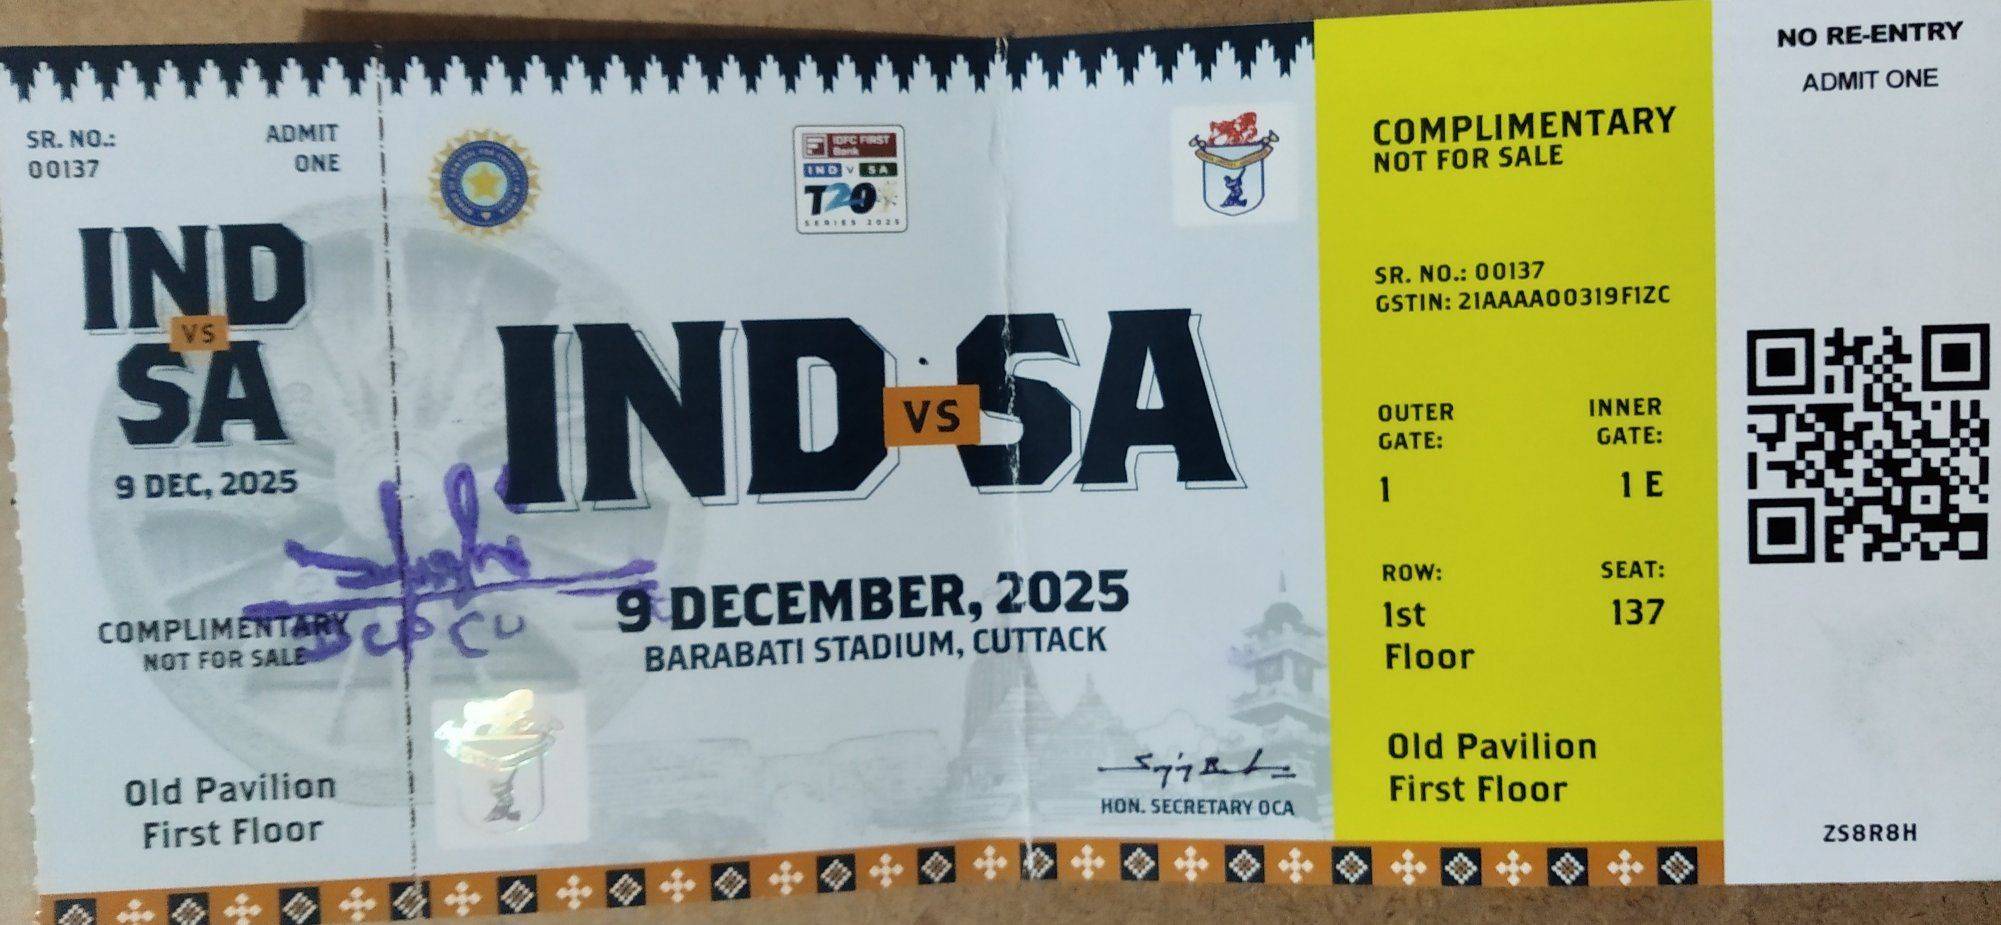 SR. NO.:
00137
ADMIT
ONE
IND
VS
SA
9 DEC, 2025
COMPLIMENTARY
NOT FOR SALE
Old Pavilion
First Floor
IDFC FIRST
Bank
IND V SA
T20
SERIES 2025
IND VS SA
9 DECEMBER, 2025
BARABATI STADIUM, CUTTACK
HON. SECRETARY OCA
COMPLIMENTARY
NOT FOR SALE
SR. NO.: 00137
GSTIN: 21AAAAO0319F1ZC
OUTER
GATE:
1
INNER
GATE:
1 E
ROW:
1st
Floor
SEAT:
137
Old Pavilion
First Floor
NO RE-ENTRY
ADMIT ONE
ZS8R8H